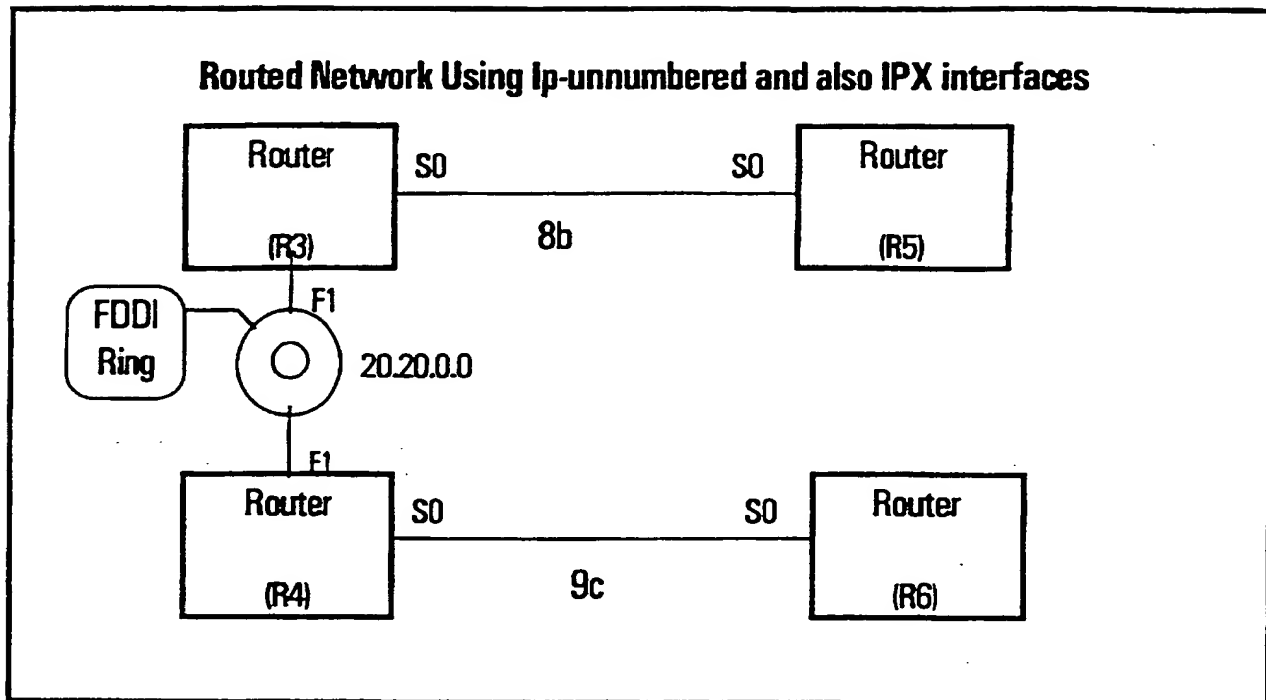 Routed Network Using Ip-unnumbered and also IPX interfaces
Router
S0
S0
Router
8b
(R3)
(R5)
F1
FDDI
Ring
20.20.0.0
F1
Router
S0
S0
Router
9c
(R4)
(R6)